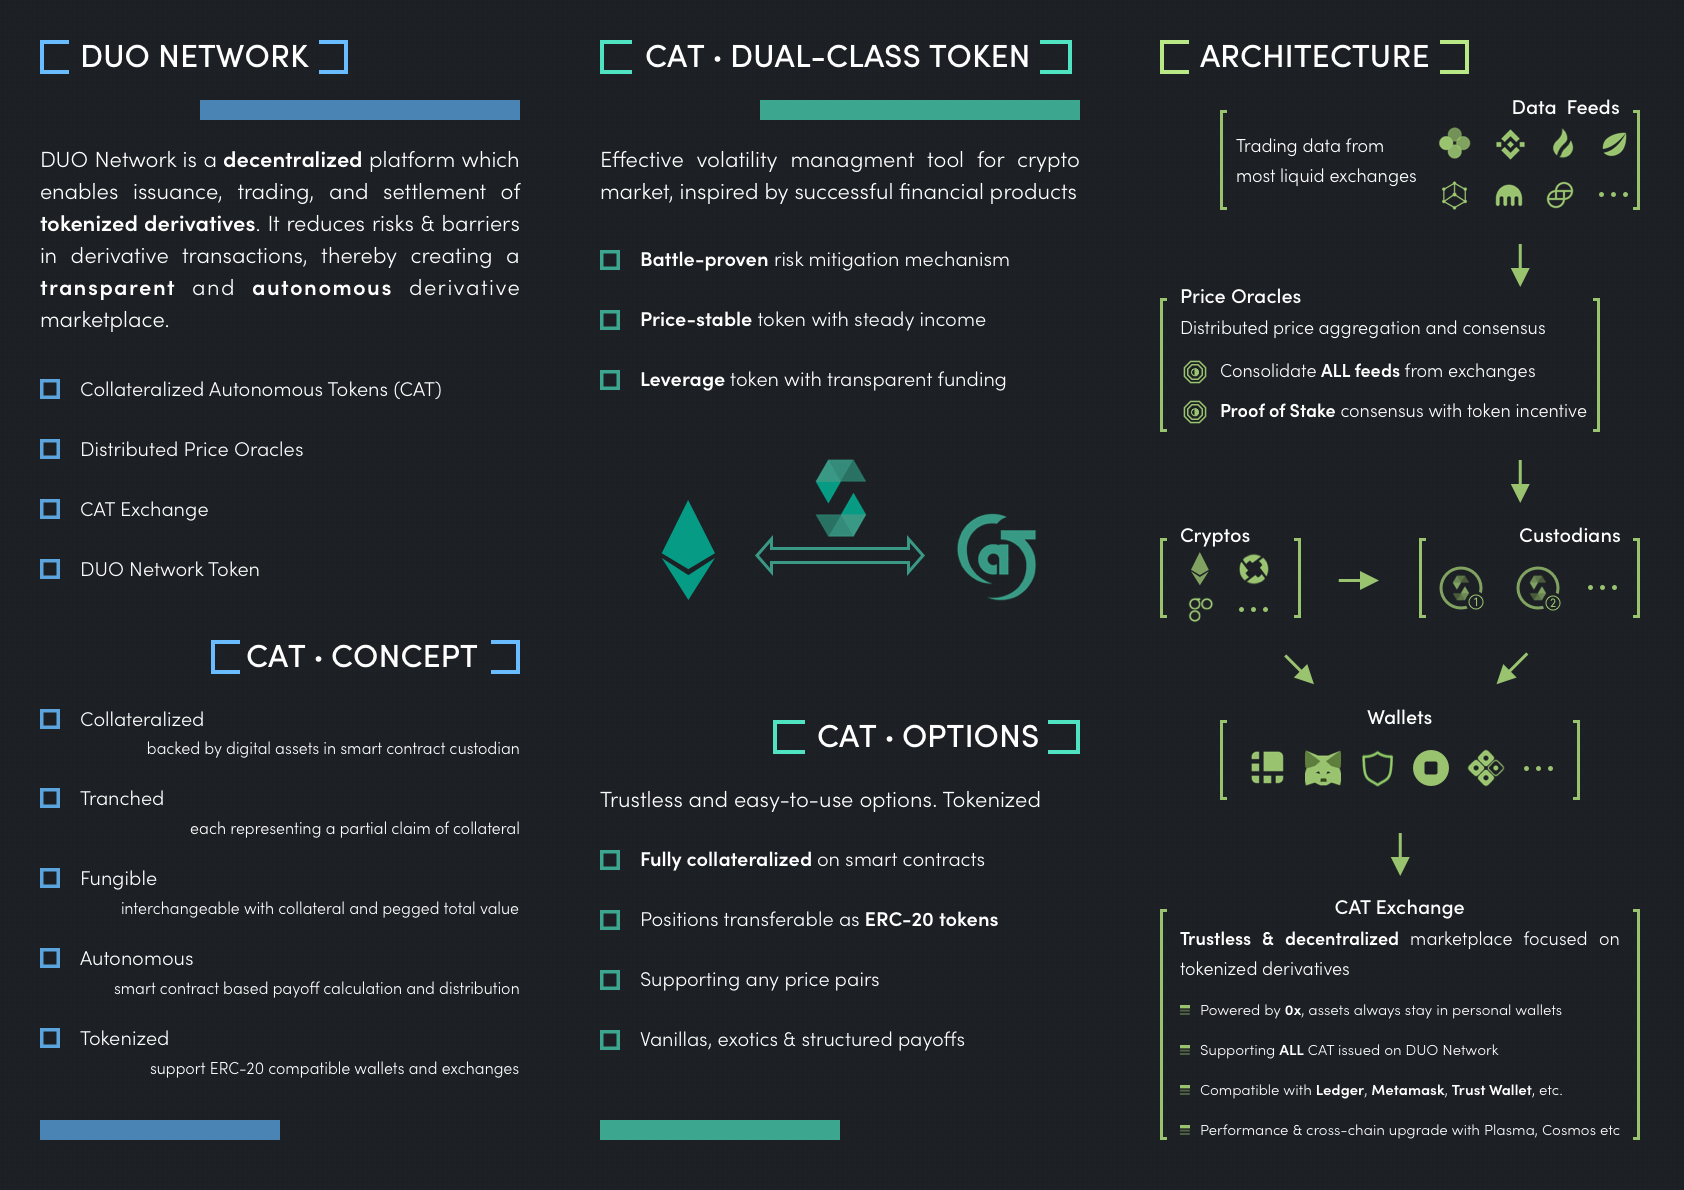 DUO NETWORK
DUO Network is a decentralized platform which
enables issuance, trading, and settlement of
tokenized derivatives. It reduces risks & barriers
in derivative transactions, thereby creating a
transparent and autonomous derivative
marketplace.
Collateralized Autonomous Tokens (CAT)
Distributed Price Oracles
CAT Exchange
DUO Network Token
CAT · CONCEPT
Collateralized
backed by digital assets in smart contract custodian
Tranched
each representing a partial claim of collateral
Fungible
interchangeable with collateral and pegged total value
Autonomous
smart contract based payoff calculation and distribution
Tokenized
support ERC-20 compatible wallets and exchanges
CAT · DUAL-CLASS TOKEN
Effective volatility managment tool for crypto
market, inspired by successful financial products
Battle-proven risk mitigation mechanism
Price-stable token with steady income
Leverage token with transparent funding
CAT · OPTIONS
Trustless and easy-to-use options. Tokenized
Fully collateralized on smart contracts
Positions transferable as ERC-20 tokens
Supporting any price pairs
Vanillas, exotics & structured payoffs
ARCHITECTURE
Data Feeds
Trading data from
most liquid exchanges
Price Oracles
Distributed price aggregation and consensus
Consolidate ALL feeds from exchanges
Proof of Stake consensus with token incentive
Cryptos
Custodians
1
2
Wallets
CAT Exchange
Trustless & decentralized marketplace focused on
tokenized derivatives
Powered by 0x, assets always stay in personal wallets
Supporting ALL CAT issued on DUO Network
Compatible with Ledger, Metamask, Trust Wallet, etc.
Performance & cross-chain upgrade with Plasma, Cosmos etc